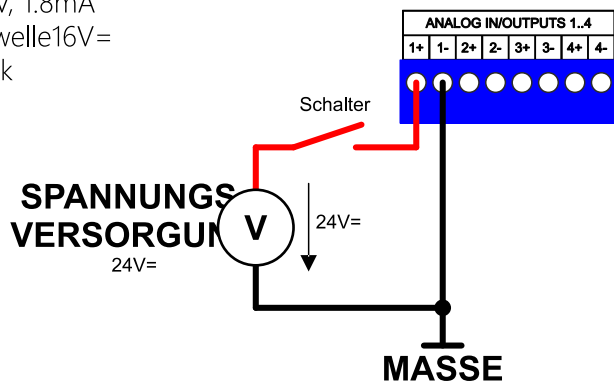 V, 1.8mA
welle16V=
k
ANALOG IN/OUTPUTS 1..4
1+ 1- 2+ 2- 3+ 3- 4+ 4-
Schalter
SPANNUNGS
VERSORGUN
24V=
V
24V=
MASSE